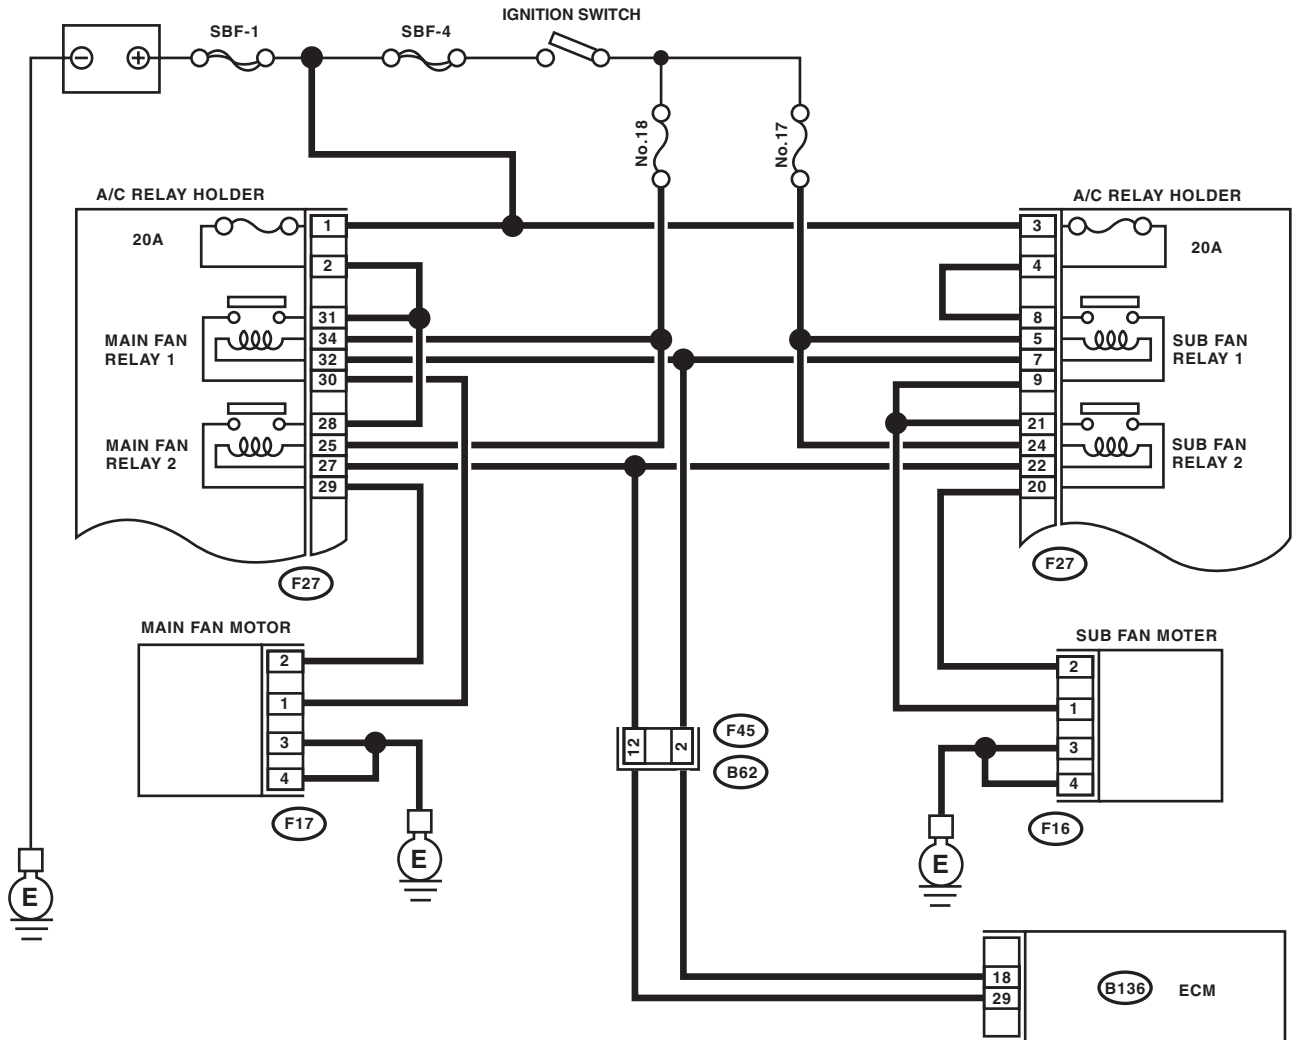 IGNITION SWITCH
SBF-1
SBF-4
No.18
No.17
A/C RELAY HOLDER
20A
MAIN FAN
RELAY 1
MAIN FAN
RELAY 2
1
2
31
34
32
30
28
25
27
29
F27
A/C RELAY HOLDER
20A
SUB FAN
RELAY 1
SUB FAN
RELAY 2
3
4
8
5
7
9
21
24
22
20
F27
MAIN FAN MOTOR
2
1
3
4
F17
E
E
12
2
F45
B62
SUB FAN MOTER
2
1
3
4
F16
E
18
29
B136
ECM